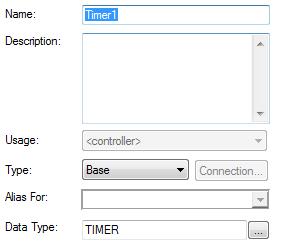 Name: Timer1
Description:
Usage: <controller>
Type: Base Connection...
Alias For:
Data Type: TIMER ...